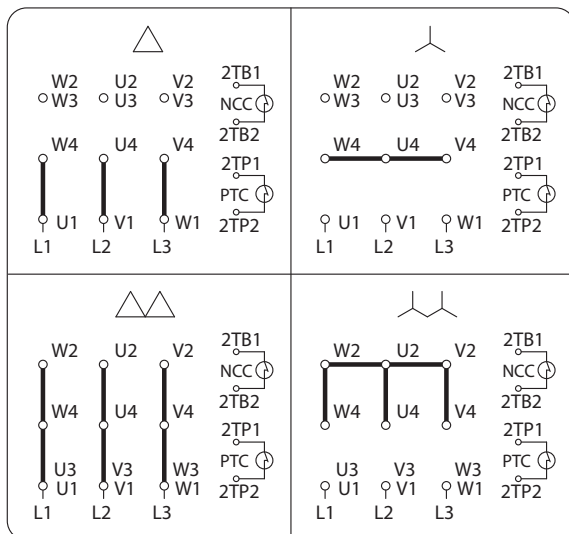 W2 U2 V2 2TB1
W3 U3 V3 NCC
2TB2
W4 U4 V4 2TP1
PTC
U1 V1 W1 2TP2
L1 L2 L3
W2 U2 V2 2TB1
W3 U3 V3 NCC
2TB2
W4 U4 V4 2TP1
PTC
U1 V1 W1 2TP2
L1 L2 L3
W2 U2 V2 2TB1
NCC
W4 U4 V4 2TB2
2TP1
U3 V3 W3 PTC
U1 V1 W1 2TP2
L1 L2 L3
W2 U2 V2 2TB1
NCC
W4 U4 V4 2TB2
2TP1
U3 V3 W3 PTC
U1 V1 W1 2TP2
L1 L2 L3